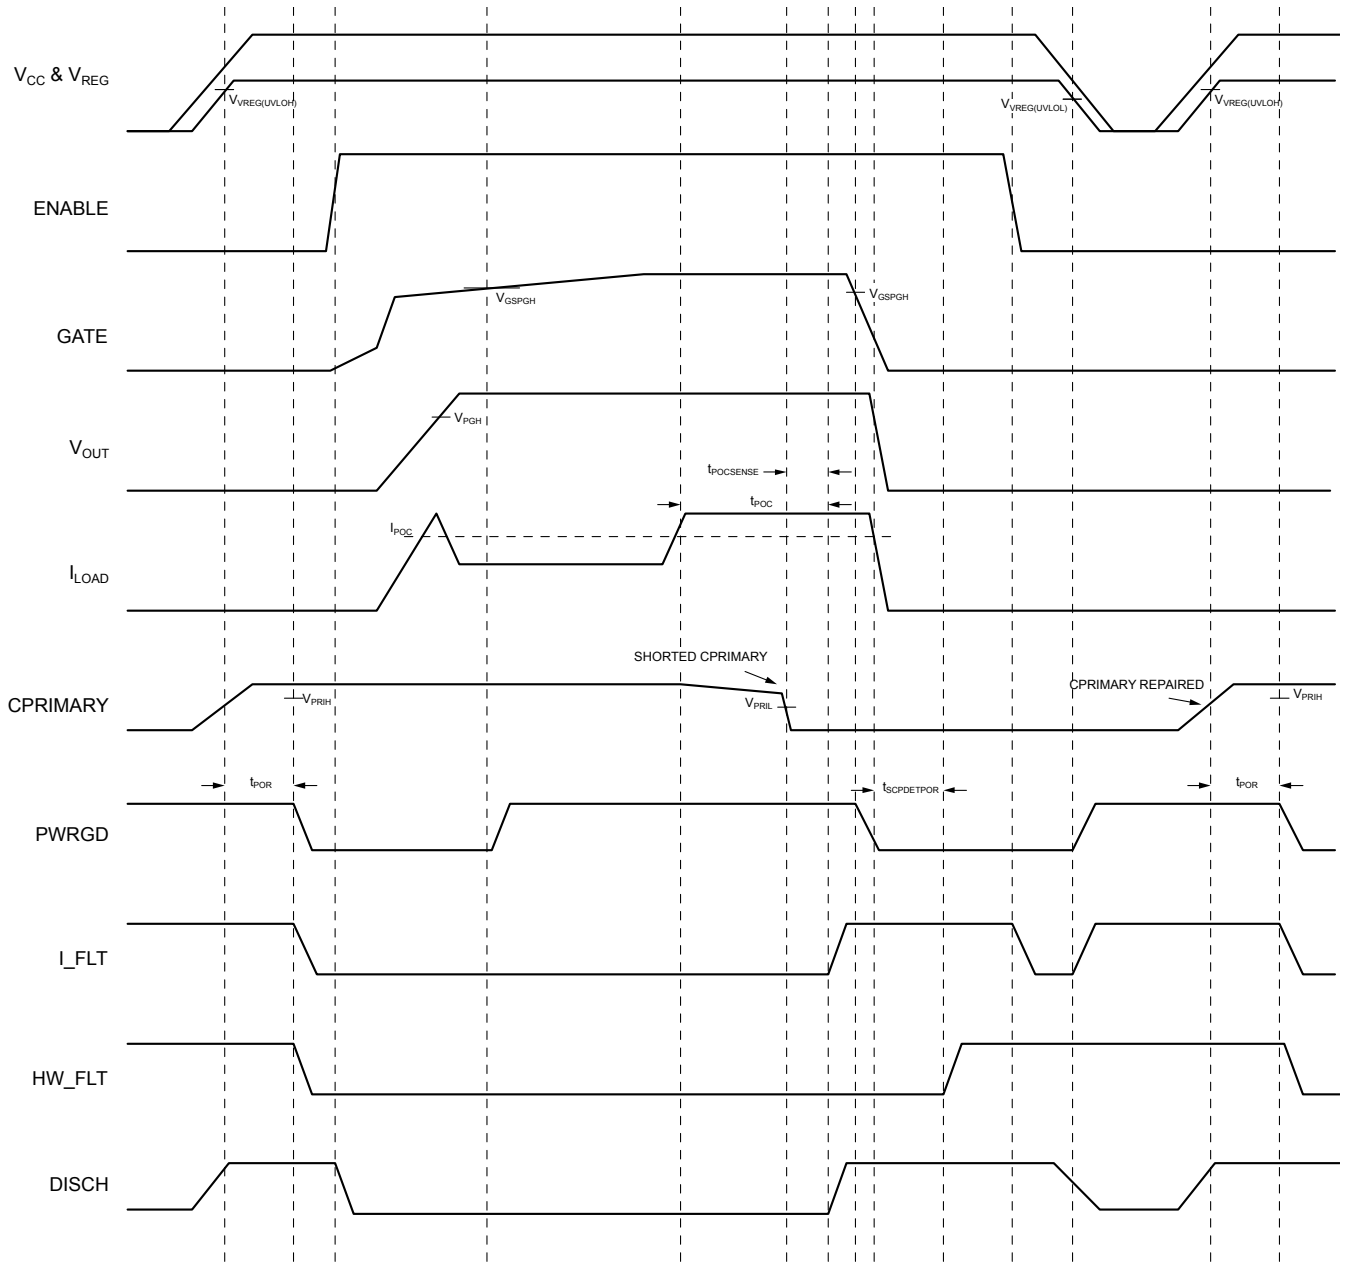 VCC & VREG
VVREG(UVLOH)
VVREG(UVLOL)
VVREG(UVLOH)
ENABLE
VGSPGH
VGSPGH
GATE
VPGH
VOUT
tPOCSENSE
tPOC
IPOC
ILOAD
SHORTED CPRIMARY
CPRIMARY REPAIRED
CPRIMARY
VPRIH
VPRIL
VPRIH
tPOR
tSCPDETPOR
tPOR
PWRGD
I_FLT
HW_FLT
DISCH